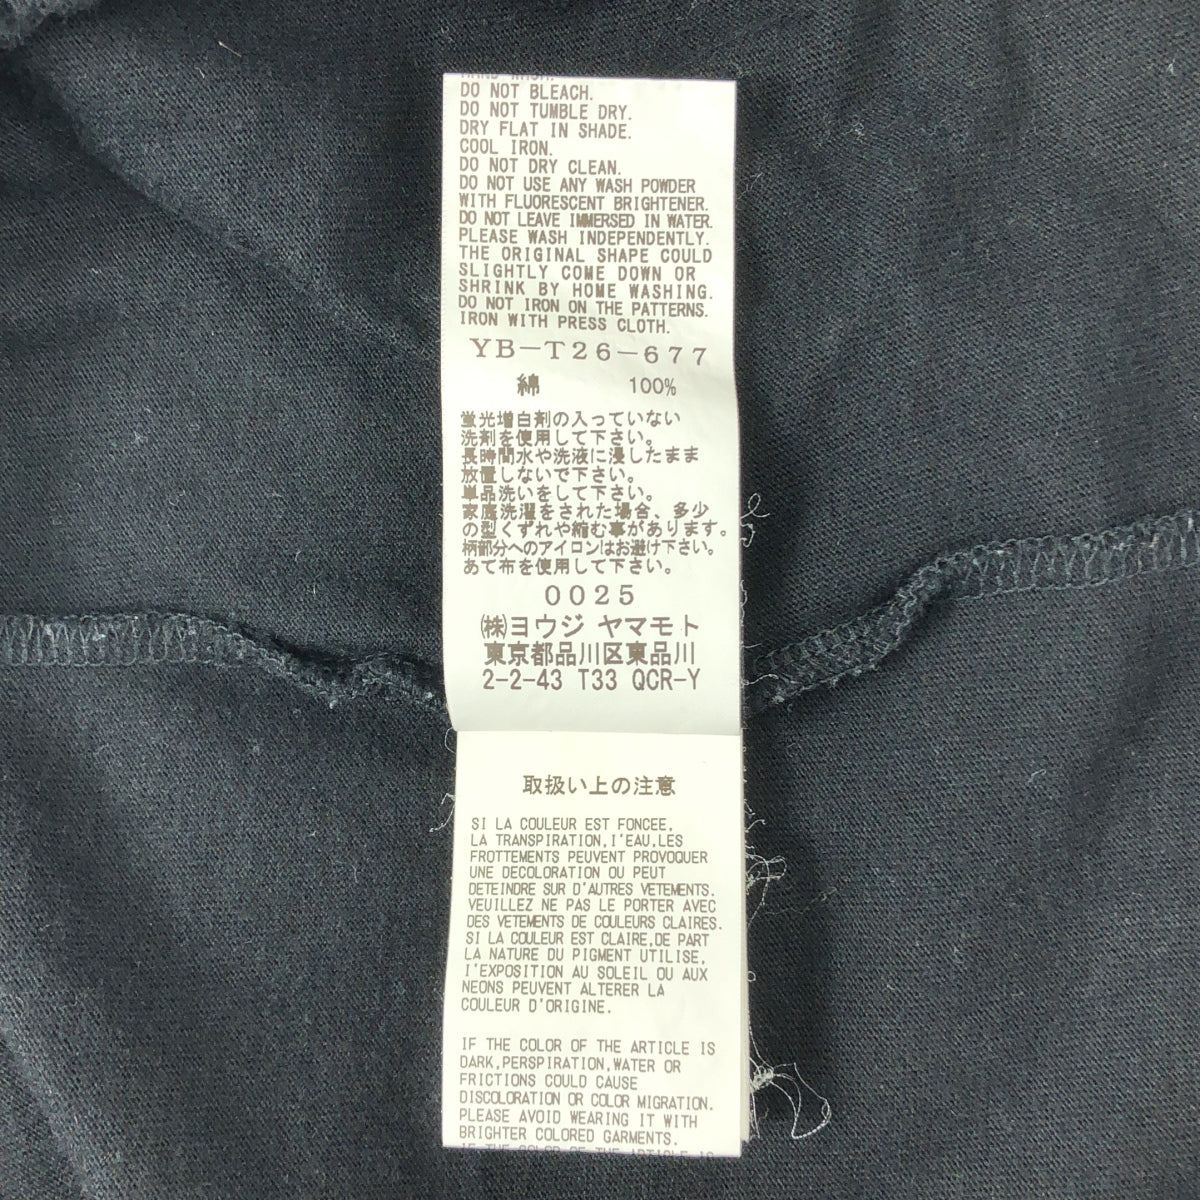 HAND WASH.
DO NOT BLEACH.
DO NOT TUMBLE DRY.
DRY FLAT IN SHADE.
COOL IRON.
DO NOT DRY CLEAN.
DO NOT USE ANY WASH POWDER
WITH FLUORESCENT BRIGHTENER.
DO NOT LEAVE IMMERSED IN WATER.
PLEASE WASH INDEPENDENTLY.
THE ORIGINAL SHAPE COULD
SLIGHTLY COME DOWN OR
SHRINK BY HOME WASHING.
DO NOT IRON ON THE PATTERNS.
IRON WITH PRESS CLOTH.
YB-T26-677
綿 100%
蛍光増白剤の入っていない
洗剤を使用して下さい。
長時間水や洗液に浸したまま
放置しないで下さい。
単品洗いをして下さい。
家庭洗濯をされた場合、多少
の型くずれや縮む事があります。
柄部分へのアイロンはお避け下さい。
あて布を使用して下さい。
0025
㈱ヨウジ ヤマモト
東京都品川区東品川
2-2-43 T33 QCR-Y
取扱い上の注意
SI LA COULEUR EST FONCEE,
LA TRANSPIRATION,I'EAU,LES
FROTTEMENTS PEUVENT PROVOQUER
UNE DECOLORATION OU PEUT
DETEINDRE SUR D'AUTRES VETEMENTS.
VEUILLEZ NE PAS LE PORTER AVEC
DES VETEMENTS DE COULEURS CLAIRES.
SI LA COULEUR EST CLAIRE,DE PART
LA NATURE DU PIGMENT UTILISE,
I'EXPOSITION AU SOLEIL OU AUX
NEONS PEUVENT ALTERER LA
COULEUR D'ORIGINE.
IF THE COLOR OF THE ARTICLE IS
DARK,PERSPIRATION,WATER OR
FRICTIONS COULD CAUSE
DISCOLORATION OR COLOR MIGRATION.
PLEASE AVOID WEARING IT WITH
BRIGHTER COLORED GARMENTS.
IF THE COLOR OF THE ARTICLE IS